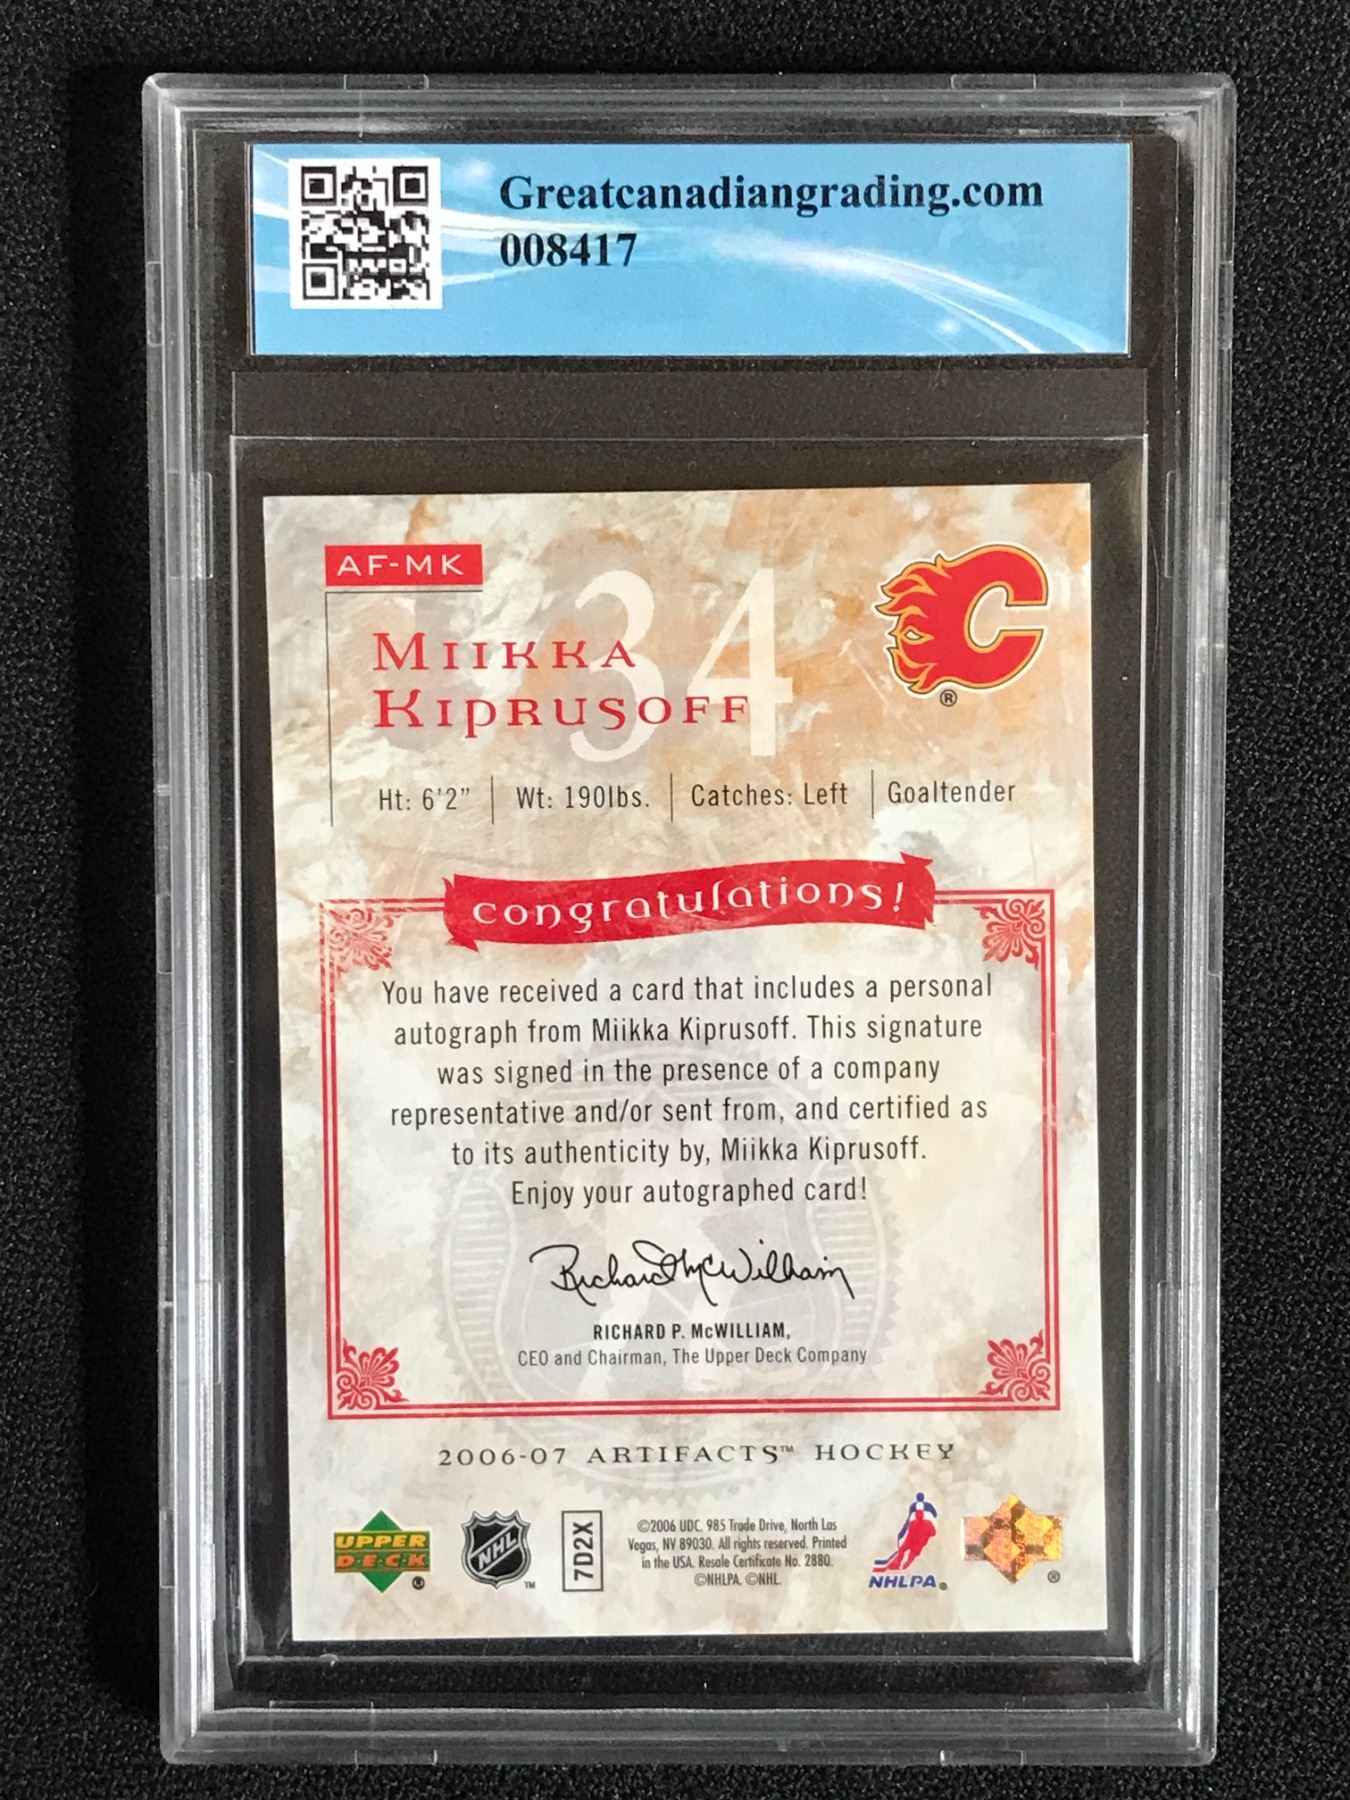 Greatcanadiangrading.com
008417
AF-MK
34
MIIKKA
KIPRUSOFF
®
Ht: 6'2" | Wt: 190lbs. | Catches: Left | Goaltender
congratulations!
You have received a card that includes a personal
autograph from Miikka Kiprusoff. This signature
was signed in the presence of a company
representative and/or sent from, and certified as
to its authenticity by, Miikka Kiprusoff.
Enjoy your autographed card!
Richard McWilliam
RICHARD P. McWILLIAM,
CEO and Chairman, The Upper Deck Company
2006-07 ARTIFACTS™ HOCKEY
UPPER
DECK
NHL
™
7D2X
©2006 UDC. 985 Trade Drive, North Las
Vegas, NV 89030. All rights reserved. Printed
in the USA. Resale Certificate No. 2880.
©NHLPA. ©NHL.
NHLPA®
®